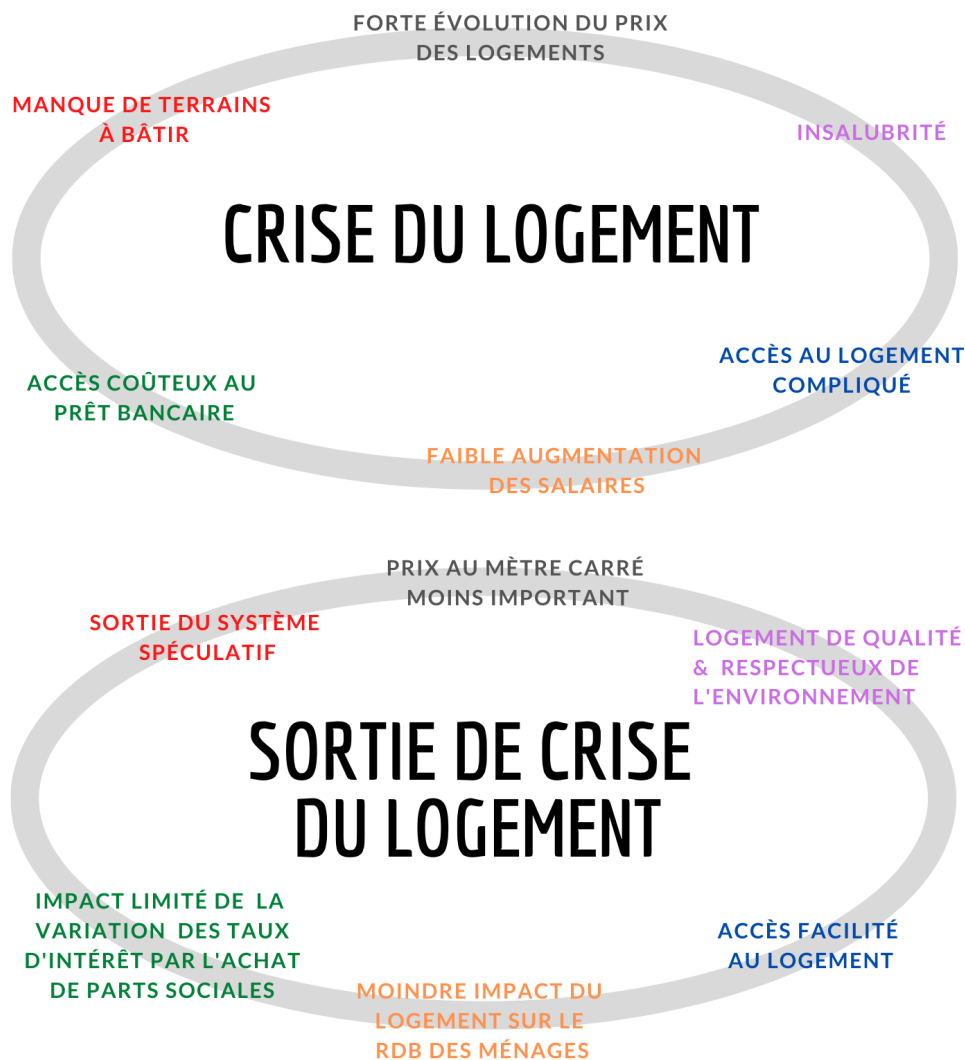 FORTE ÉVOLUTION DU PRIX
DES LOGEMENTS
MANQUE DE TERRAINS
À BÂTIR
INSALUBRITÉ
CRISE DU LOGEMENT
ACCÈS AU LOGEMENT
COMPLIQUÉ
ACCÈS COÛTEUX AU
PRÊT BANCAIRE
FAIBLE AUGMENTATION
DES SALAIRES
PRIX AU MÈTRE CARRÉ
MOINS IMPORTANT
SORTIE DU SYSTÈME
SPÉCULATIF
LOGEMENT DE QUALITÉ
& RESPECTUEUX DE
L'ENVIRONNEMENT
SORTIE DE CRISE
DU LOGEMENT
IMPACT LIMITÉ DE LA
VARIATION DES TAUX
D'INTÉRÊT PAR L'ACHAT
DE PARTS SOCIALES
ACCÈS FACILITÉ
AU LOGEMENT
MOINDRE IMPACT DU
LOGEMENT SUR LE
RDB DES MÉNAGES